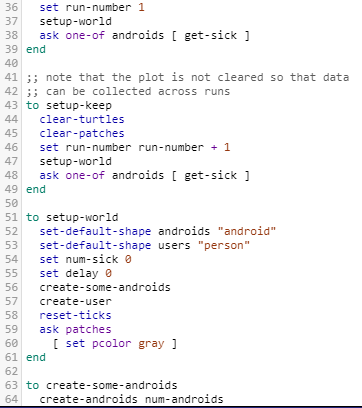 36 set run-number 1
37 setup-world
38 ask one-of androids [ get-sick ]
39 end
40
41 ;; note that the plot is not cleared so that data
42 ;; can be collected across runs
43 to setup-keep
44 clear-turtles
45 clear-patches
46 set run-number run-number + 1
47 setup-world
48 ask one-of androids [ get-sick ]
49 end
50
51 to setup-world
52 set-default-shape androids "android"
53 set-default-shape users "person"
54 set num-sick 0
55 set delay 0
56 create-some-androids
57 create-user
58 reset-ticks
59 ask patches
60 [ set pcolor gray ]
61 end
62
63 to create-some-androids
64 create-androids num-androids